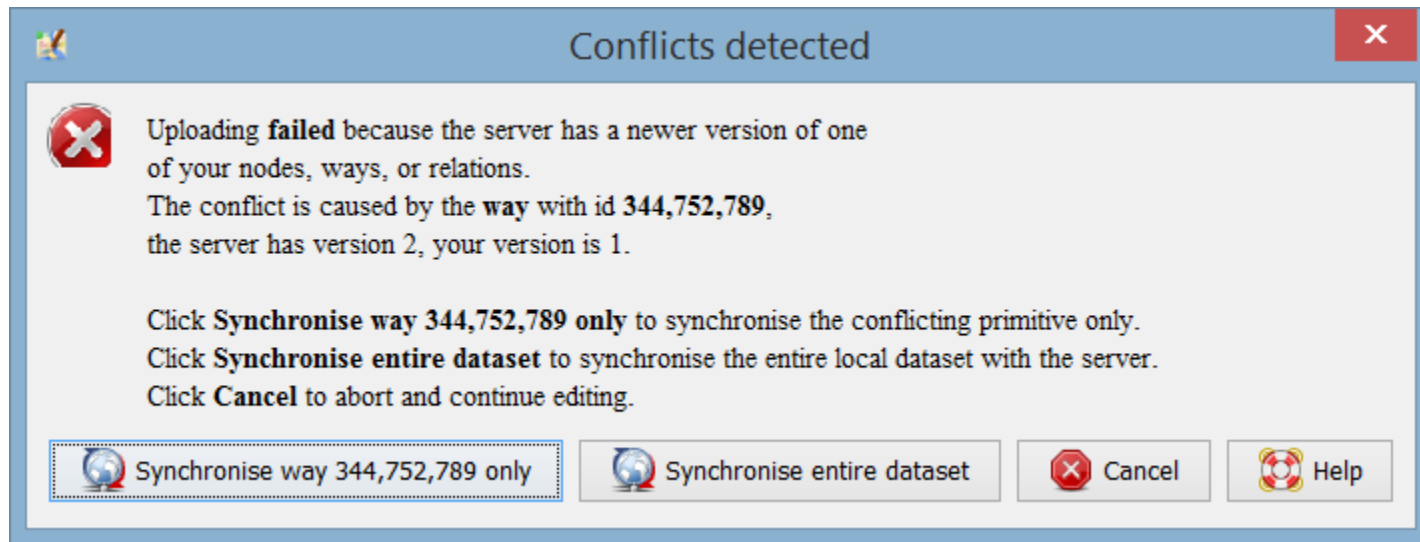 Conflicts detected
Uploading failed because the server has a newer version of one
of your nodes, ways, or relations.
The conflict is caused by the way with id 344,752,789,
the server has version 2, your version is 1.
Click Synchronise way 344,752,789 only to synchronise the conflicting primitive only.
Click Synchronise entire dataset to synchronise the entire local dataset with the server.
Click Cancel to abort and continue editing.
Synchronise way 344,752,789 only Synchronise entire dataset Cancel Help